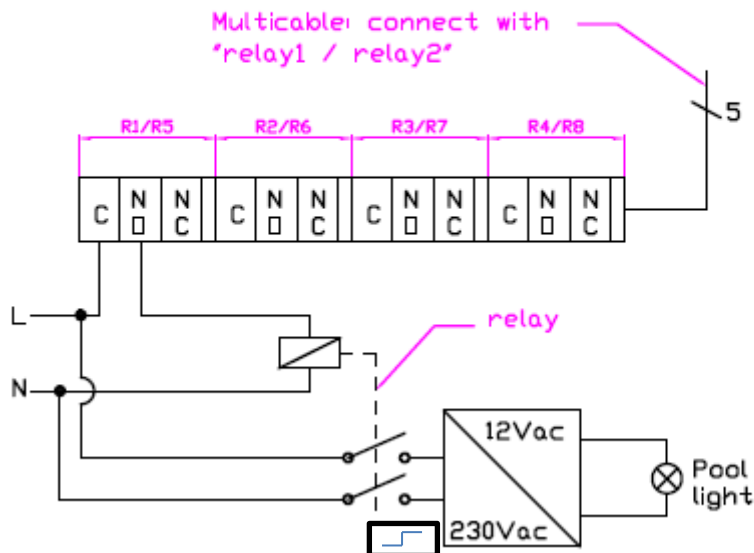 Multicable: connect with
"relay1 / relay2"
5
R1/R5 R2/R6 R3/R7 R4/R8
C NO NC C NO NC C NO NC C NO NC
L
relay
N
12Vac
Pool
light
230Vac